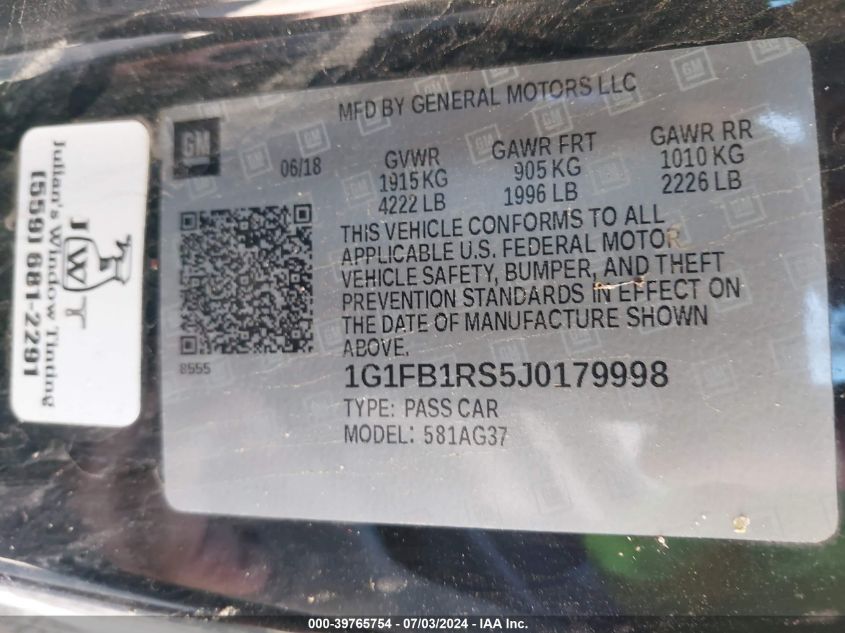 MFD BY GENERAL MOTORS LLC
GM
06/18
GVWR
1915 KG
4222 LB
GAWR FRT
905 KG
1996 LB
GAWR RR
1010 KG
2226 LB
THIS VEHICLE CONFORMS TO ALL
APPLICABLE U.S. FEDERAL MOTOR
VEHICLE SAFETY, BUMPER, AND THEFT
PREVENTION STANDARDS IN EFFECT ON
THE DATE OF MANUFACTURE SHOWN
ABOVE.
8555
1G1FB1RS5J0179998
TYPE: PASS CAR
MODEL: 581AG37
JWT
Julian's Window Tinting
(559) 681-2291
000-39765754 - 07/03/2024 - IAA Inc.